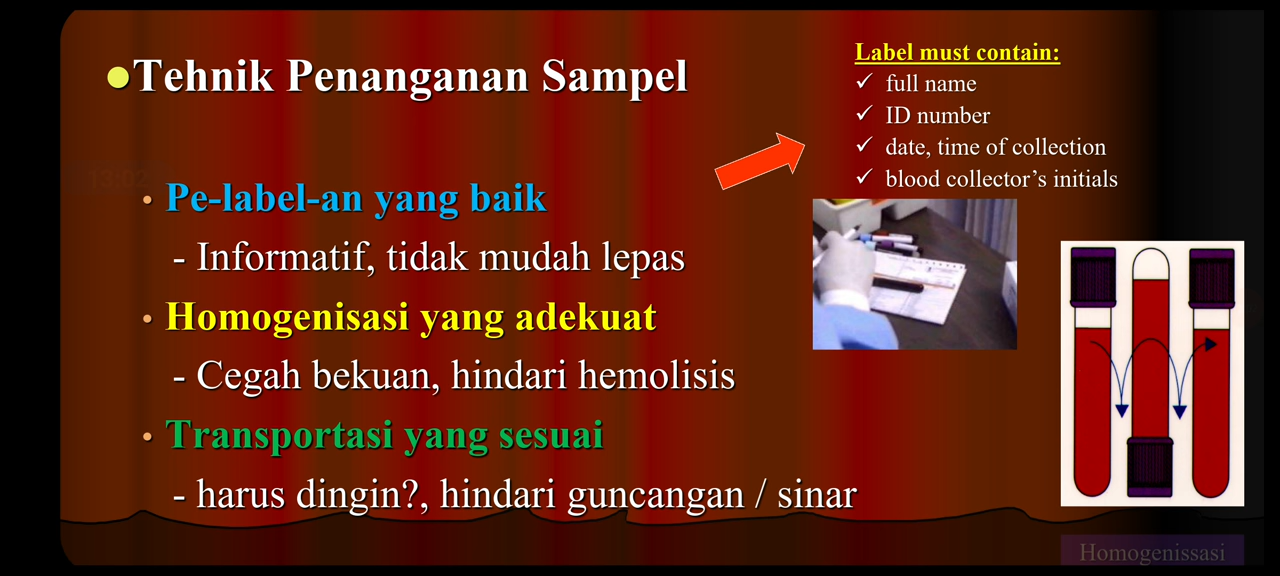 Tehnik Penanganan Sampel
Label must contain:
✓ full name
✓ ID number
✓ date, time of collection
✓ blood collector’s initials
• Pe-label-an yang baik
- Informatif, tidak mudah lepas
• Homogenisasi yang adekuat
- Cegah bekuan, hindari hemolisis
• Transportasi yang sesuai
- harus dingin?, hindari guncangan / sinar
Homogenissasi